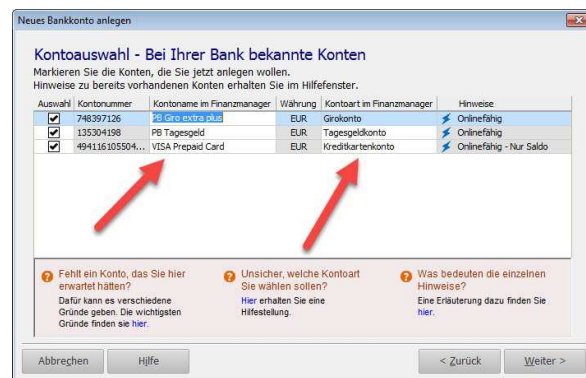 Neues Bankkonto anlegen
Kontoauswahl - Bei Ihrer Bank bekannte Konten
Markieren Sie die Konten, die Sie jetzt anlegen wollen.
Hinweise zu bereits vorhandenen Konten erhalten Sie im Hilfefenster.
Auswahl Kontonummer Kontoname im Finanzmanager Währung Kontoart im Finanzmanager Hinweise
748397126 PB Giro extra plus EUR Girokonto Onlinefähig
135304198 PB Tagesgeld EUR Tagesgeldkonto Onlinefähig
494116105504... VISA Prepaid Card EUR Kreditkartenkonto Onlinefähig - Nur Saldo
Fehlt ein Konto, das Sie hier
erwartet hätten?
Dafür kann es verschiedene
Gründe geben. Die wichtigsten
Gründe finden sie hier.
Unsicher, welche Kontoart
Sie wählen sollen?
Hier erhalten Sie eine
Hilfestellung.
Was bedeuten die einzelnen
Hinweise?
Eine Erläuterung dazu finden Sie
hier.
Abbrechen Hilfe < Zurück Weiter >